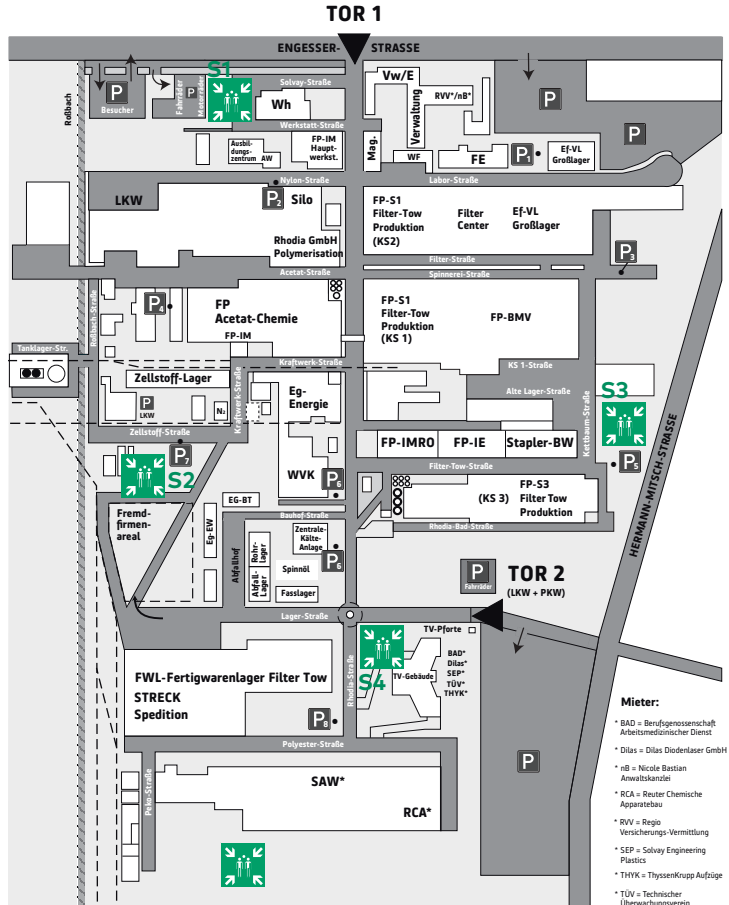 TOR 1
ENGESSER- STRASSE
S1
P
Besucher
Fahrräder
P
Motorräder
Solvay-Straße
Wh
Werkstatt-Straße
Vw/E
Verwaltung
RVV*/nB*
P
P
Roßbach
Ausbil-
dungs-
zentrum AW
FP-IM
Haupt-
werkst.
Mag.
WF
FE
P1
Ef-VL
Großlager
Nylon-Straße
Labor-Straße
LKW
P2
Silo
Rhodia GmbH
Polymerisation
FP-S1
Filter-Tow
Produktion
(KS2)
Filter
Center
Ef-VL
Großlager
Filter-Straße
Acetat-Straße
Spinnerei-Straße
P3
Roßbach-Straße
P4
FP
Acetat-Chemie
FP-IM
FP-S1
Filter-Tow
Produktion
(KS 1)
FP-BMV
Tanklager-Str.
Kraftwerk-Straße
KS 1-Straße
Zellstoff-Lager
Kraftwerk-Straße
Eg-
Energie
Alte Lager-Straße
Kettbaum-Straße
S3
P
LKW
N2
Zellstoff-Straße
FP-IMRO
FP-IE
Stapler-BW
P7
S2
WVK
P6
Filter-Tow-Straße
P5
HERMANN-MITSCH-STRASSE
FP-S3
(KS 3) Filter Tow
Produktion
EG-BT
Fremd-
firmen-
areal
Eg-EW
Bauhof-Straße
Rhodia-Bad-Straße
Abfallhof
Rohr-
lager
Abfall-
Lager
Zentrale-
Kälte-
Anlage
Spinnöl
Fasslager
P6
P
Fahrräder
TOR 2
(LKW + PKW)
Lager-Straße
TV-Pforte
S4
Rhodia-Straße
TV-Gebäude
BAD*
Dilas*
SEP*
TÜV*
THYK*
FWL-Fertigwarenlager Filter Tow
STRECK
Spedition
P8
Polyester-Straße
Peko-Straße
SAW*
RCA*
P
Mieter:
* BAD = Berufsgenossenschaft
Arbeitsmedizinischer Dienst
* Dilas = Dilas Diodenlaser GmbH
* nB = Nicole Bastian
Anwaltskanzlei
* RCA = Reuter Chemische
Apparatebau
* RVV = Regio
Versicherungs-Vermittlung
* SEP = Solvay Engineering
Plastics
* THYK = ThyssenKrupp Aufzüge
* TÜV = Technischer
Überwachungsverein